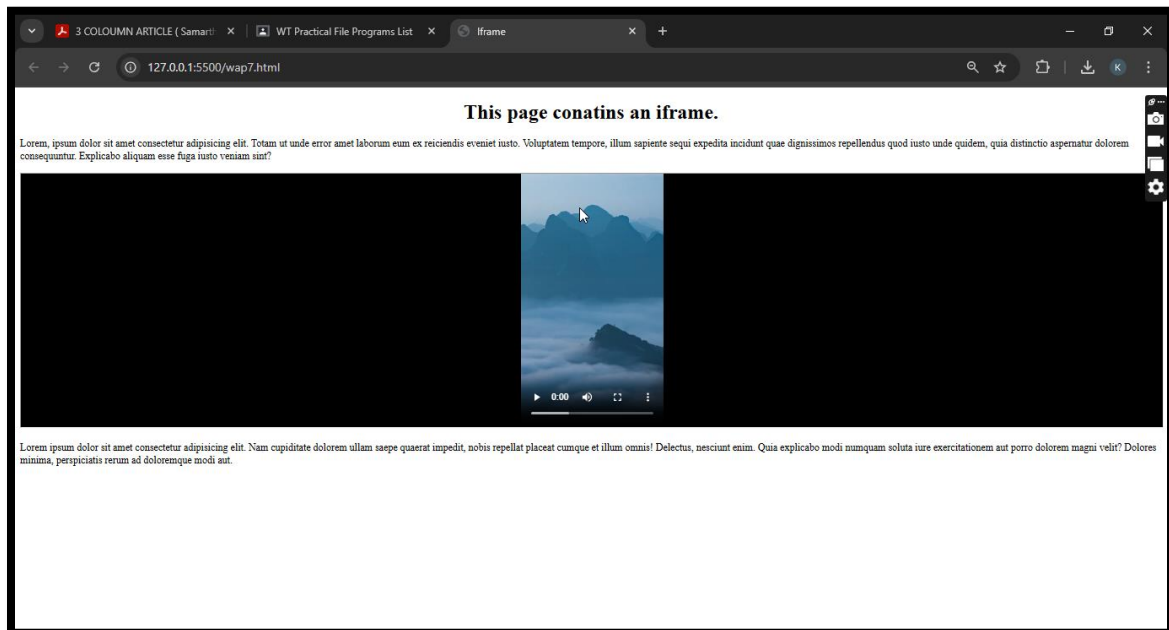 3 COLOUMN ARTICLE ( Samart
WT Practical File Programs List
Iframe
127.0.0.1:5500/wap7.html
K
This page conatins an iframe.
Lorem, ipsum dolor sit amet consectetur adipisicing elit. Totam ut unde error amet laborum eum ex reiciendis eveniet iusto. Voluptatem tempore, illum sapiente sequi expedita incidunt quae dignissimos repellendus quod iusto unde quidem, quia distinctio aspernatur dolorem
consequuntur. Explicabo aliquam esse fuga iusto veniam sint?
0:00
Lorem ipsum dolor sit amet consectetur adipisicing elit. Nam cupiditate dolorem ullam saepe quaerat impedit, nobis repellat placeat cumque et illum omnis! Delectus, nesciunt enim. Quia explicabo modi numquam soluta iure exercitationem aut porro dolorem magni velit? Dolores
minima, perspiciatis rerum ad doloremque modi aut.